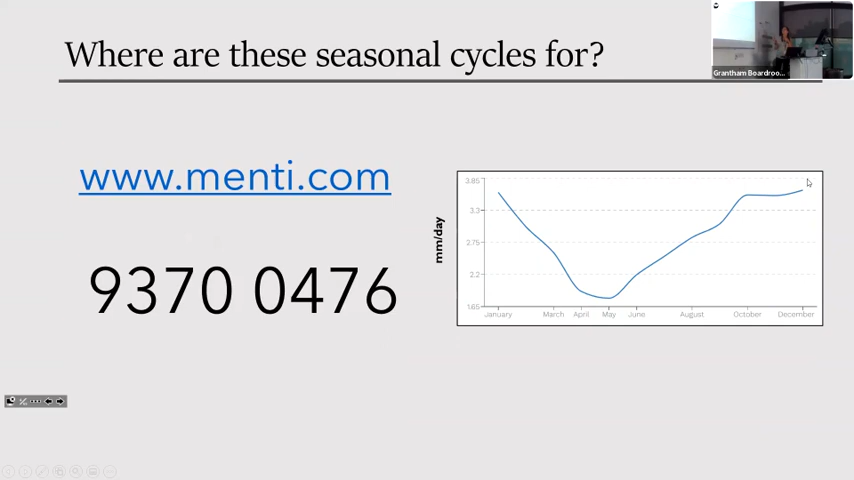 Where are these seasonal cycles for?
Grantham Boardroo...
www.menti.com
9370 0476
mm/day
3.85
3.3
2.75
2.2
1.65
January March April May June August October December